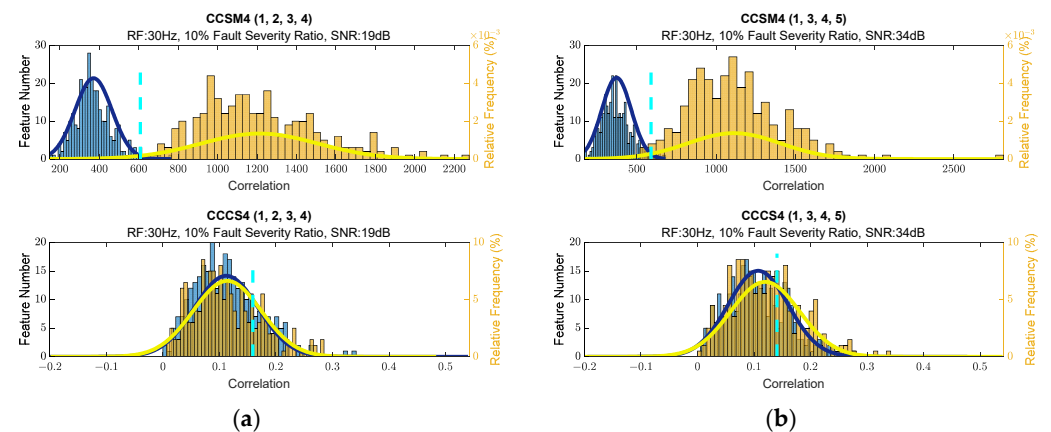 CCSM4 (1, 2, 3, 4)
RF:30Hz, 10% Fault Severity Ratio, SNR:19dB
×10⁻³
30
20
10
0
Feature Number
6
4
2
0
Relative Frequency (%)
200 400 600 800 1000 1200 1400 1600 1800 2000 2200
Correlation
CCSM4 (1, 3, 4, 5)
RF:30Hz, 10% Fault Severity Ratio, SNR:34dB
×10⁻³
30
20
10
0
Feature Number
6
4
2
0
Relative Frequency (%)
500 1000 1500 2000 2500
Correlation
CCCS4 (1, 2, 3, 4)
RF:30Hz, 10% Fault Severity Ratio, SNR:19dB
20
15
10
5
0
Feature Number
10
5
0
Relative Frequency (%)
−0.2 −0.1 0 0.1 0.2 0.3 0.4 0.5
Correlation
CCCS4 (1, 3, 4, 5)
RF:30Hz, 10% Fault Severity Ratio, SNR:34dB
20
15
10
5
0
Feature Number
10
5
0
Relative Frequency (%)
−0.2 −0.1 0 0.1 0.2 0.3 0.4 0.5
Correlation
(a)
(b)